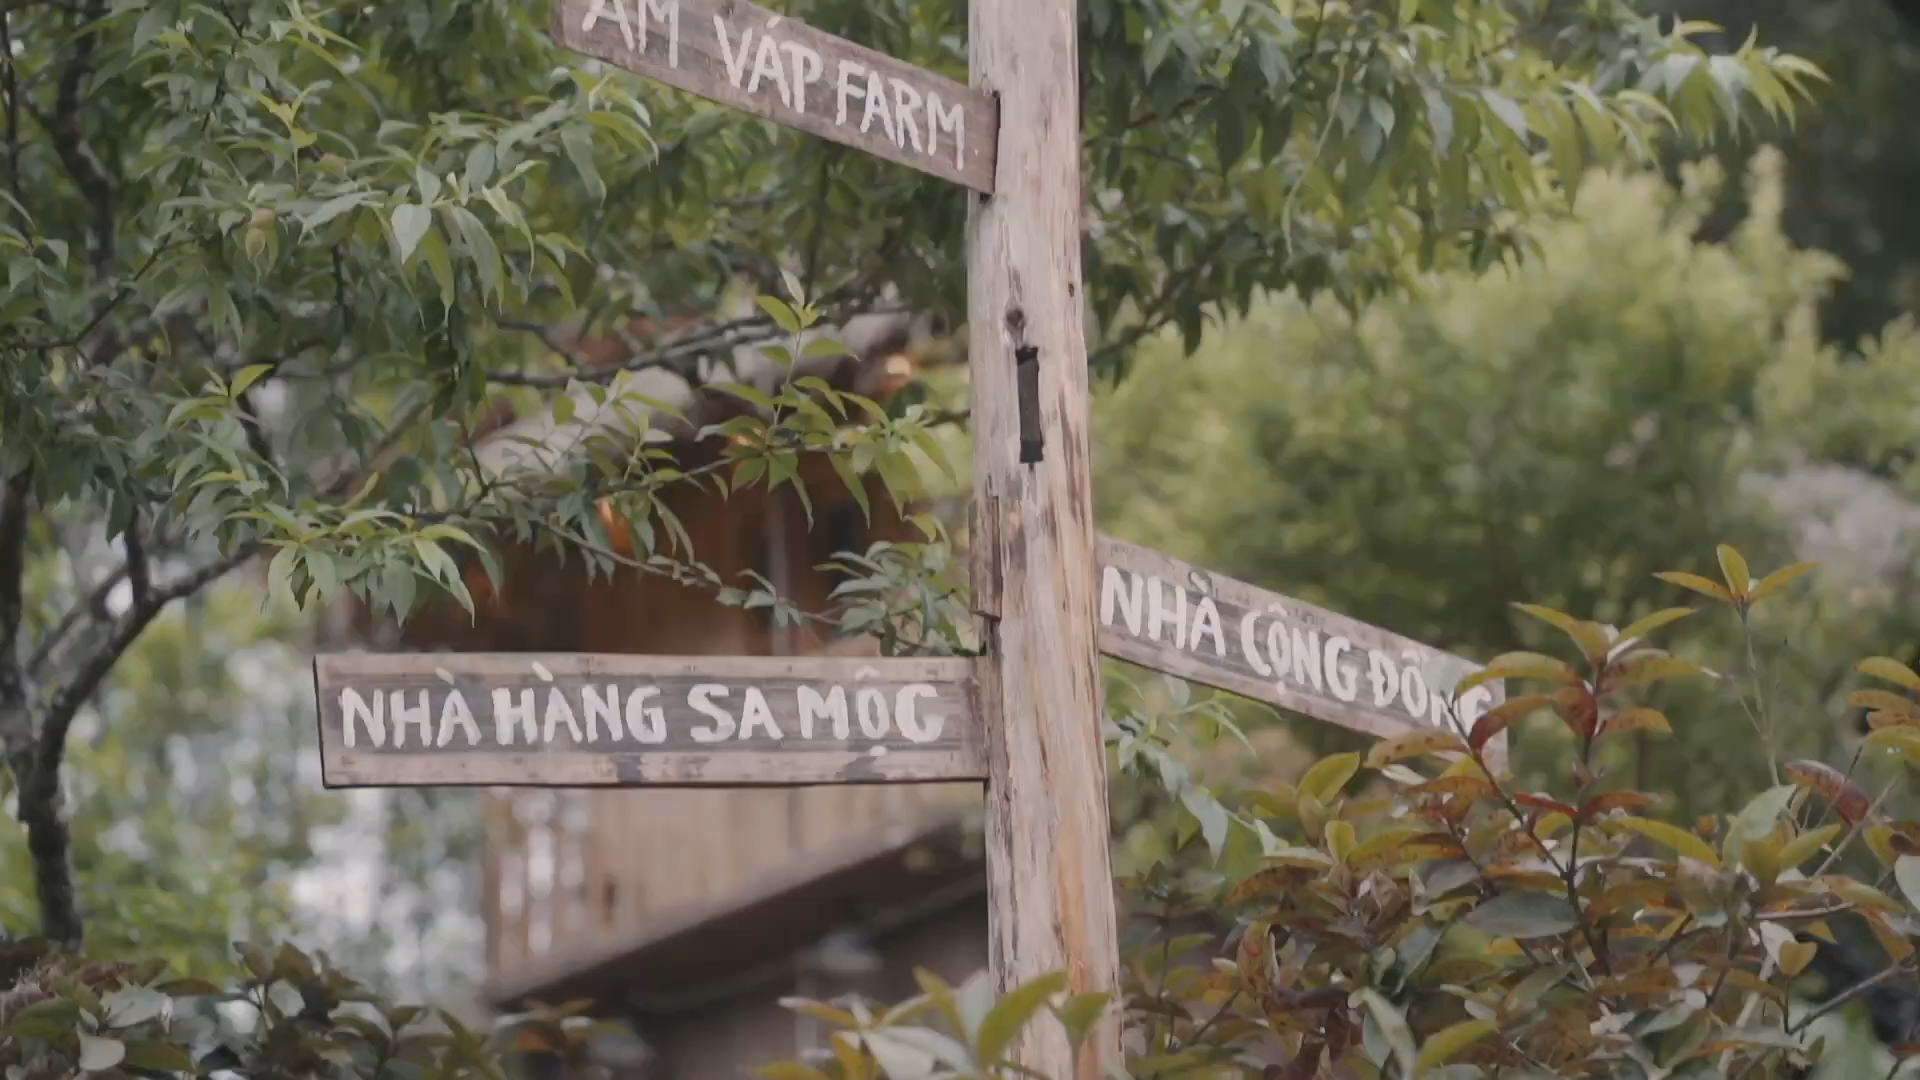 ÁM VÁP FARM
NHÀ CỘNG ĐỒNG
NHÀ HÀNG SA MỘC